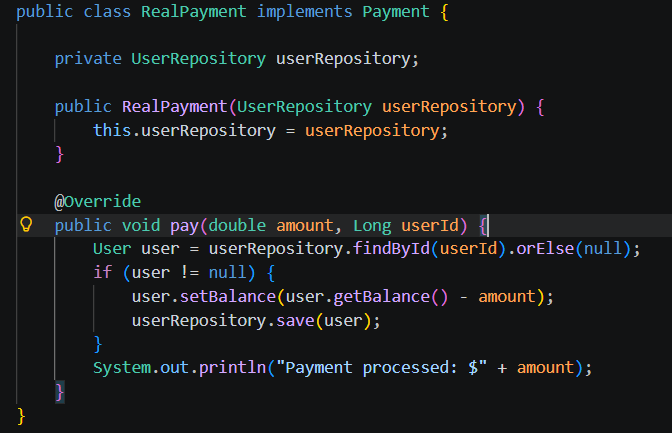 public class RealPayment implements Payment {
    private UserRepository userRepository;
    public RealPayment(UserRepository userRepository) {
        this.userRepository = userRepository;
    }
    @Override
    public void pay(double amount, Long userId) {
        User user = userRepository.findById(userId).orElse(null);
        if (user != null) {
            user.setBalance(user.getBalance() - amount);
            userRepository.save(user);
        }
        System.out.println("Payment processed: $" + amount);
    }
}